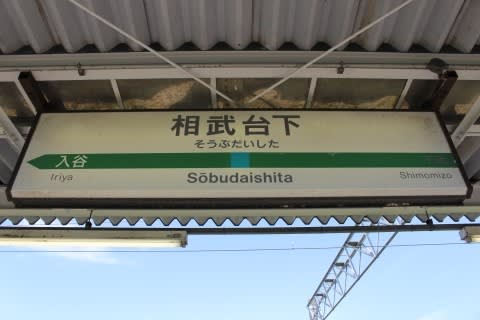 相武台下
そうぶだいした
入谷
Iriya
Sōbudaishita
Shimomizo